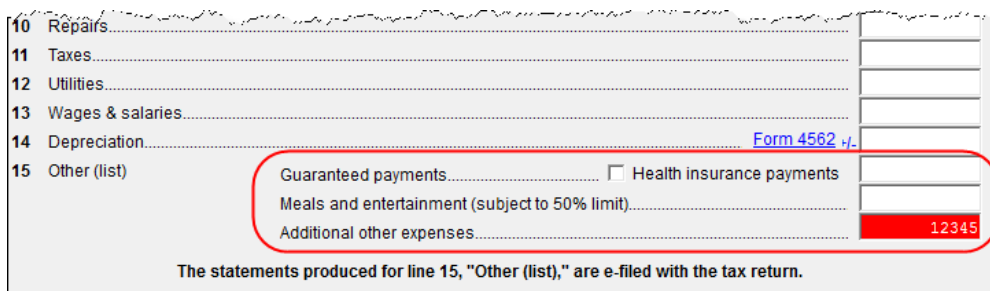 10 Repairs
11 Taxes
12 Utilities
13 Wages & salaries
14 Depreciation Form 4562 +/-
15 Other (list) Guaranteed payments Health insurance payments
Meals and entertainment (subject to 50% limit)
Additional other expenses 12345
The statements produced for line 15, "Other (list)," are e-filed with the tax return.